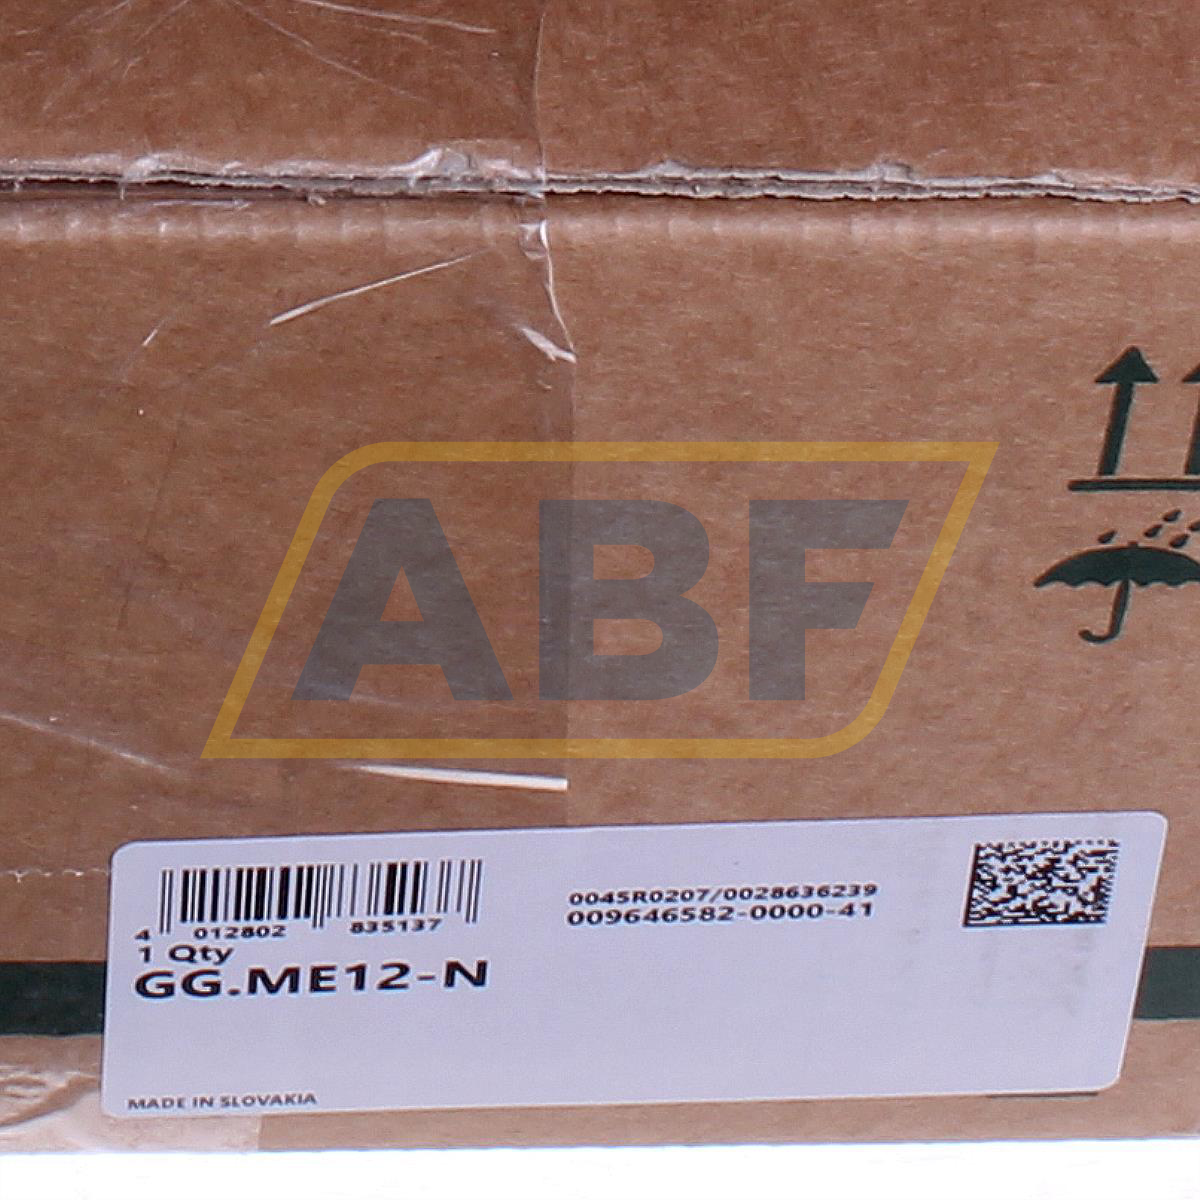 ABF
4 012802 835137
1 Qty
GG.ME12-N
0045R0207/0028636239
009646582-0000-41
MADE IN SLOVAKIA